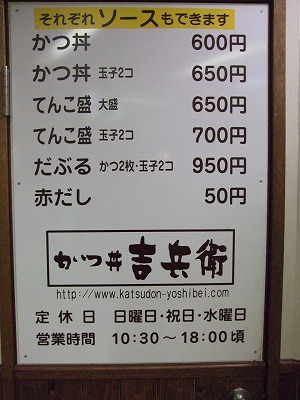 それぞれソースもできます
かつ丼 600円
かつ丼 玉子2コ 650円
てんこ盛 大盛 650円
てんこ盛 玉子2コ 700円
だぶる かつ2枚・玉子2コ 950円
赤だし 50円
かつ丼 吉兵衛
http://www.katsudon-yoshibei.com
定休日 日曜日・祝日・水曜日
営業時間 10:30～18:00頃